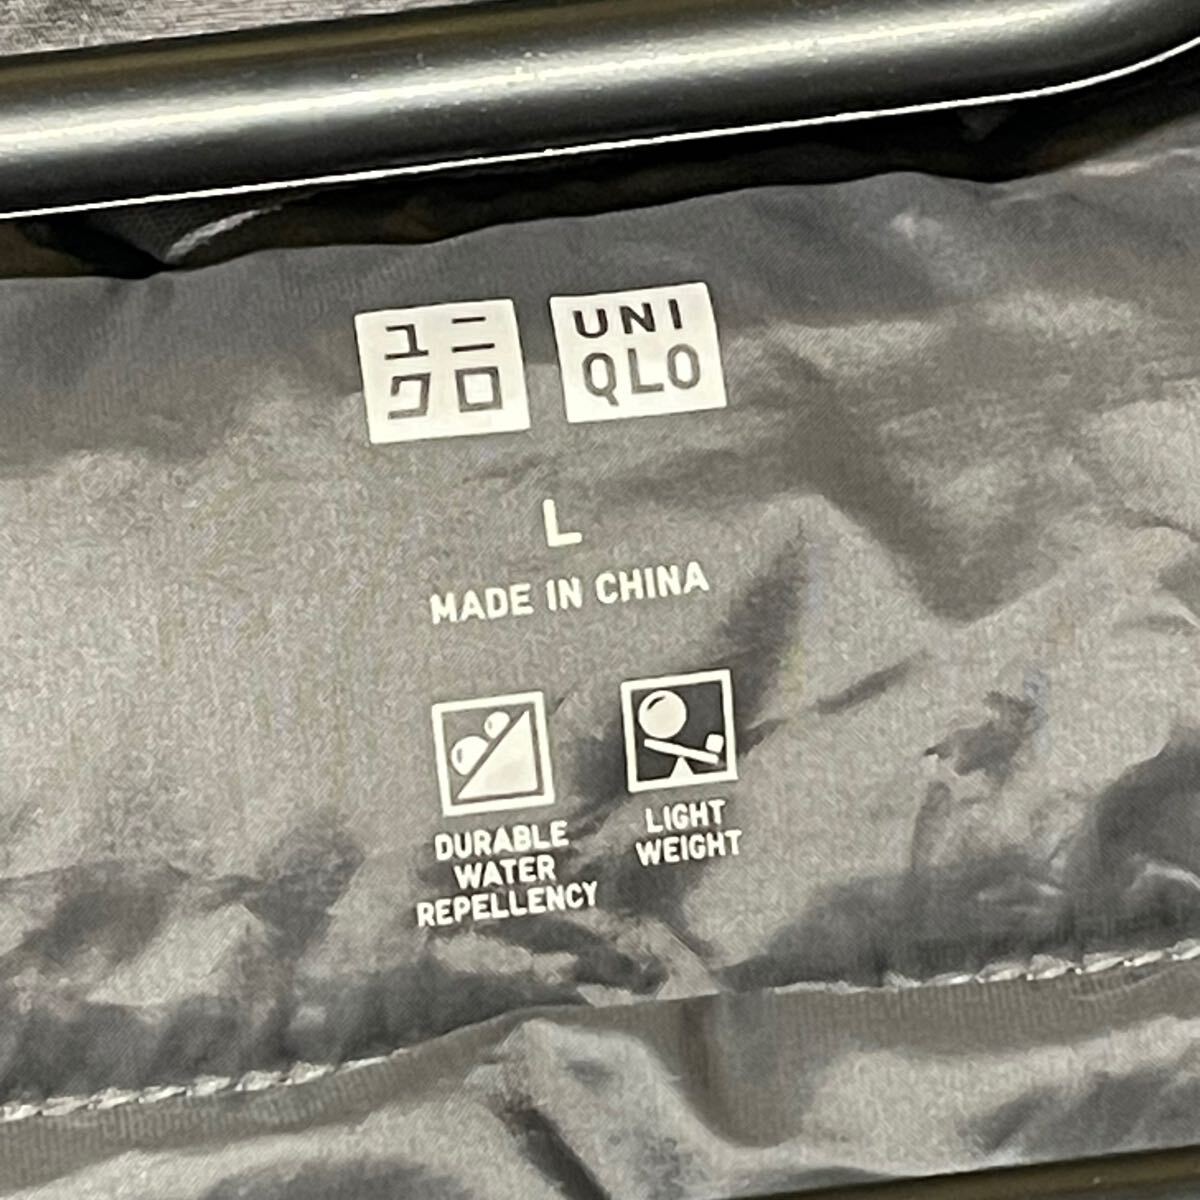 ユニ
クロ
UNI
QLO
L
MADE IN CHINA
DURABLE
WATER
REPELLENCY
LIGHT
WEIGHT